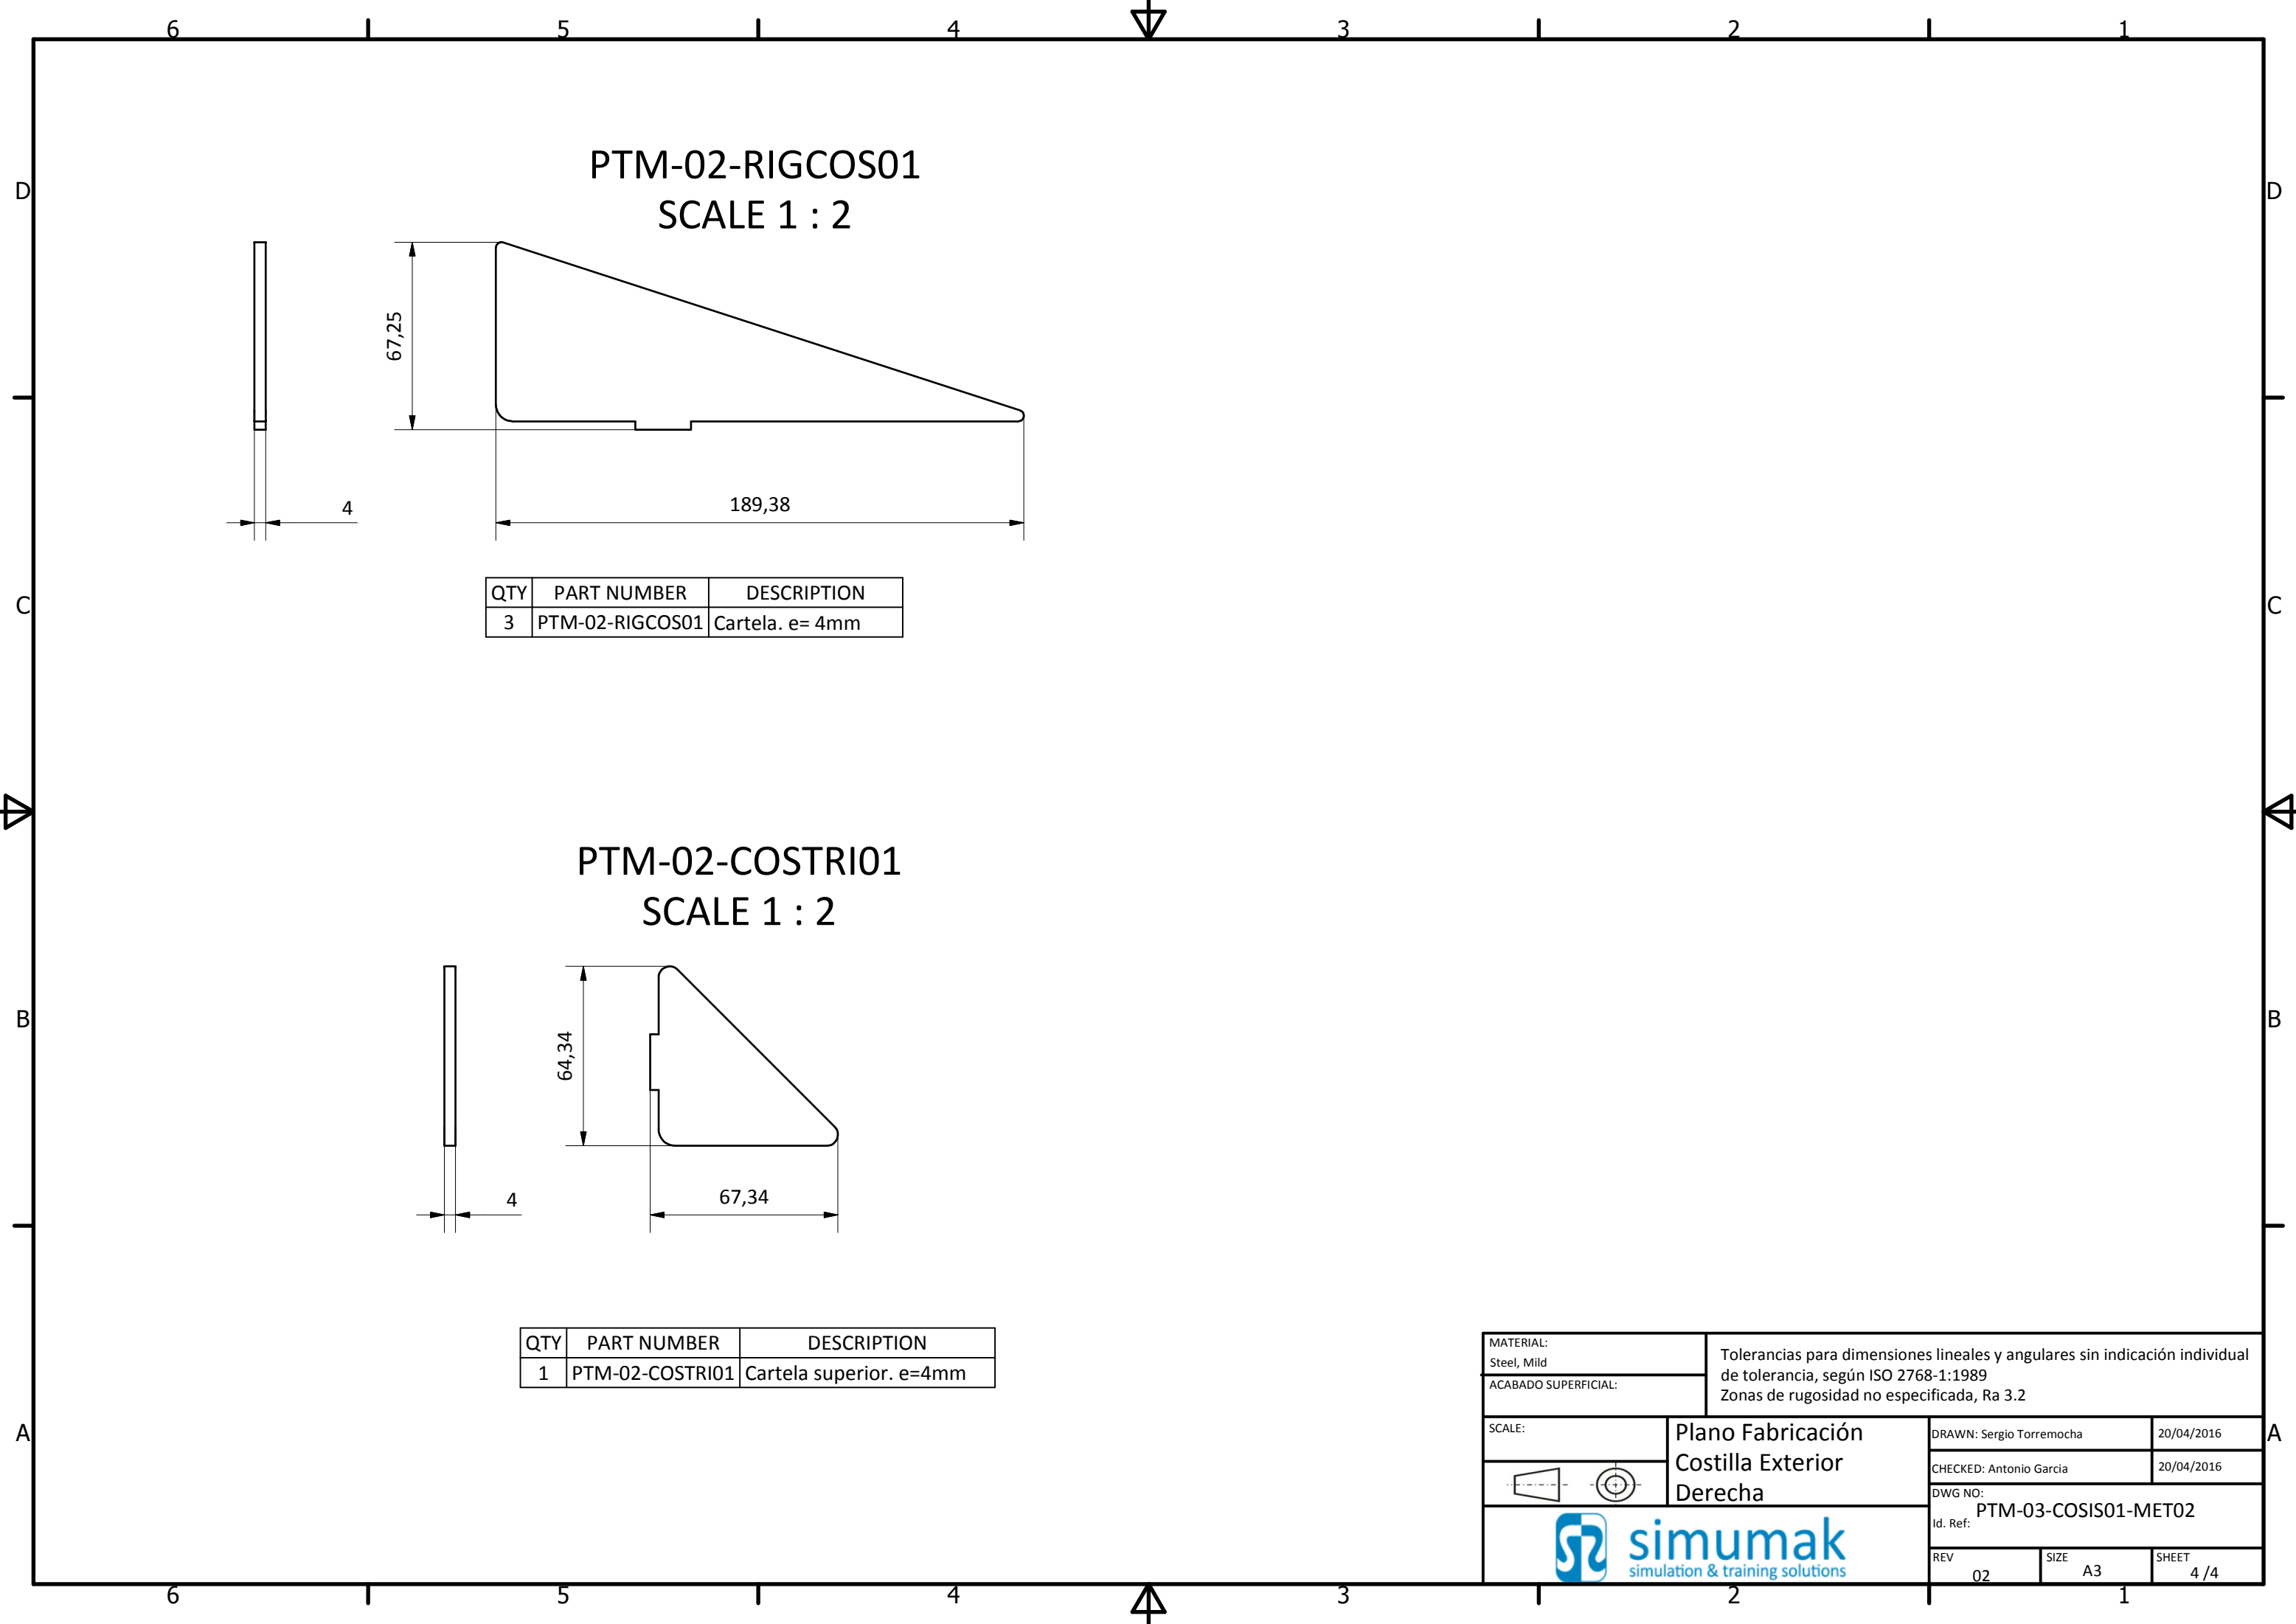 6 5 4 3 2 1
D
D
C
C
B
B
A
A
PTM-02-RIGCOS01
SCALE 1 : 2
67,25
4
189,38
QTY PART NUMBER DESCRIPTION
3 PTM-02-RIGCOS01 Cartela. e= 4mm
PTM-02-COSTRI01
SCALE 1 : 2
64,34
4
67,34
QTY PART NUMBER DESCRIPTION
1 PTM-02-COSTRI01 Cartela superior. e=4mm
MATERIAL:
Steel, Mild
ACABADO SUPERFICIAL:
Tolerancias para dimensiones lineales y angulares sin indicación individual
de tolerancia, según ISO 2768-1:1989
Zonas de rugosidad no especificada, Ra 3.2
SCALE:
Plano Fabricación
Costilla Exterior
Derecha
DRAWN: Sergio Torremocha 20/04/2016
CHECKED: Antonio Garcia 20/04/2016
DWG NO:
PTM-03-COSIS01-MET02
Id. Ref:
simumak
simulation & training solutions
REV
02
SIZE
A3
SHEET
4 /4
6 5 4 3 2 1